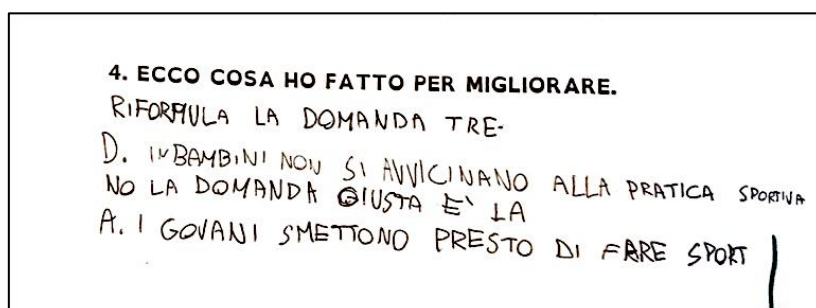 4. ECCO COSA HO FATTO PER MIGLIORARE.
RIFORMULA LA DOMANDA TRE-
D. IN BAMBINI NON SI AVVICINANO ALLA PRATICA SPORTIVA
NO LA DOMANDA GIUSTA E' LA
A. I GOVANI SMETTONO PRESTO DI FARE SPORT